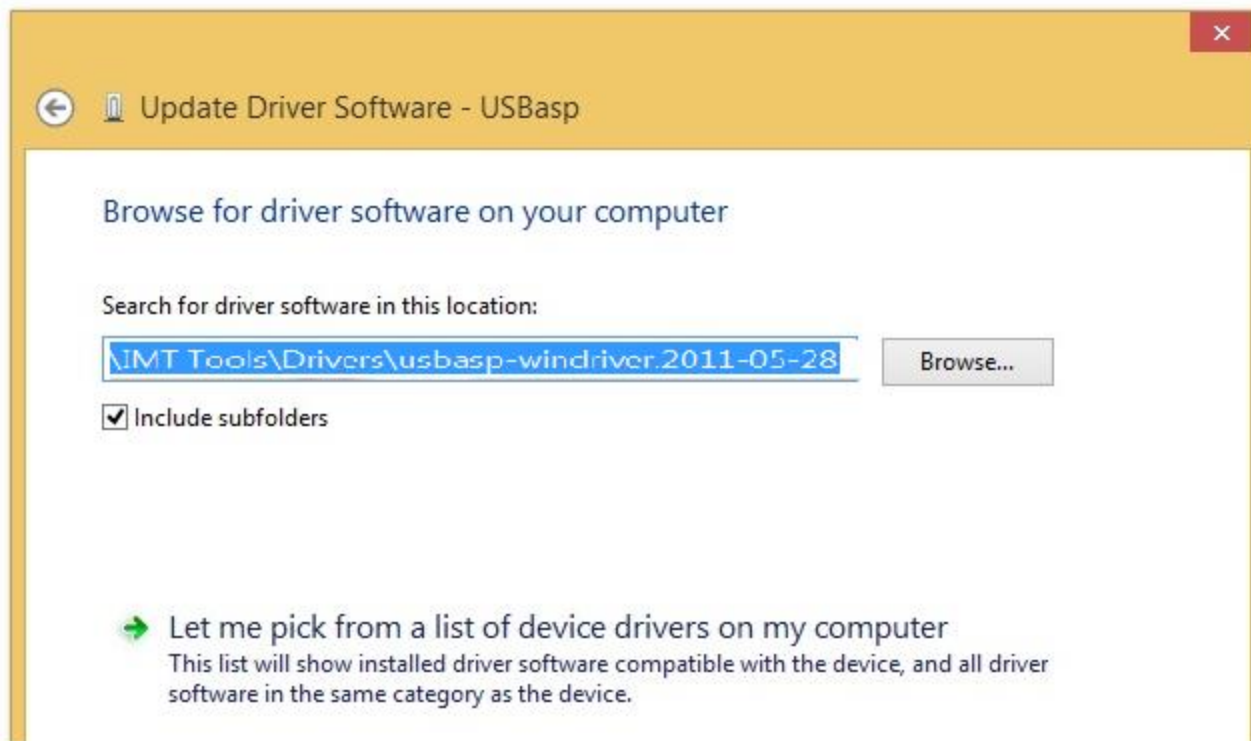 Update Driver Software - USBasp
Browse for driver software on your computer
Search for driver software in this location:
\IMT Tools\Drivers\usbasp-windriver.2011-05-28
Browse...
Include subfolders
Let me pick from a list of device drivers on my computer
This list will show installed driver software compatible with the device, and all driver
software in the same category as the device.